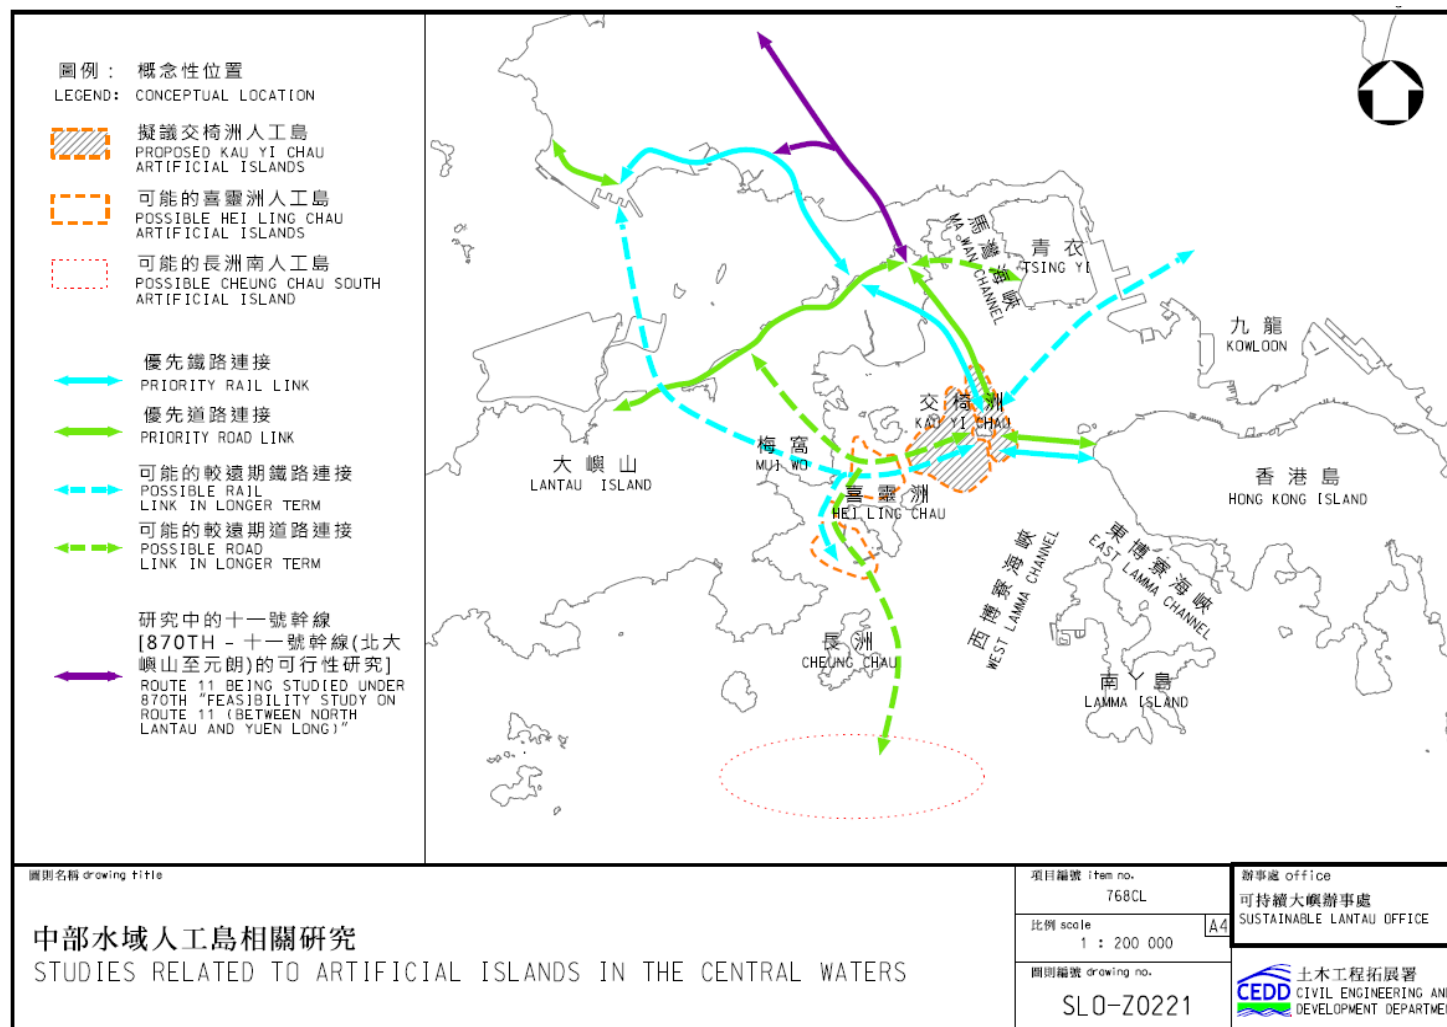 圖例： 概念性位置
LEGEND: CONCEPTUAL LOCATION
擬議交椅洲人工島
PROPOSED KAU YI CHAU
ARTIFICIAL ISLANDS
可能的喜靈洲人工島
POSSIBLE HEI LING CHAU
ARTIFICIAL ISLANDS
可能的長洲南人工島
POSSIBLE CHEUNG CHAU SOUTH
ARTIFICIAL ISLAND
優先鐵路連接
PRIORITY RAIL LINK
優先道路連接
PRIORITY ROAD LINK
可能的較遠期鐵路連接
POSSIBLE RAIL
LINK IN LONGER TERM
可能的較遠期道路連接
POSSIBLE ROAD
LINK IN LONGER TERM
研究中的十一號幹線
[870TH – 十一號幹線(北大
嶼山至元朗)的可行性研究]
ROUTE 11 BEING STUDIED UNDER
870TH "FEASIBILITY STUDY ON
ROUTE 11 (BETWEEN NORTH
LANTAU AND YUEN LONG)"
馬灣海峽
MA WAN CHANNEL
青衣
TSING YI
九龍
KOWLOON
交椅洲
KAU YI CHAU
梅窩
MUI WO
大嶼山
LANTAU ISLAND
香港島
HONG KONG ISLAND
喜靈洲
HEI LING CHAU
西博寮海峽
WEST LAMMA CHANNEL
東博寮海峽
EAST LAMMA CHANNEL
長洲
CHEUNG CHAU
南丫島
LAMMA ISLAND
圖則名稱 drawing title
中部水域人工島相關研究
STUDIES RELATED TO ARTIFICIAL ISLANDS IN THE CENTRAL WATERS
項目編號 item no.
768CL
比例 scale
A4
1 : 200 000
圖則編號 drawing no.
SLO-Z0221
辦事處 office
可持續大嶼辦事處
SUSTAINABLE LANTAU OFFICE
CEDD
土木工程拓展署
CIVIL ENGINEERING AND
DEVELOPMENT DEPARTME